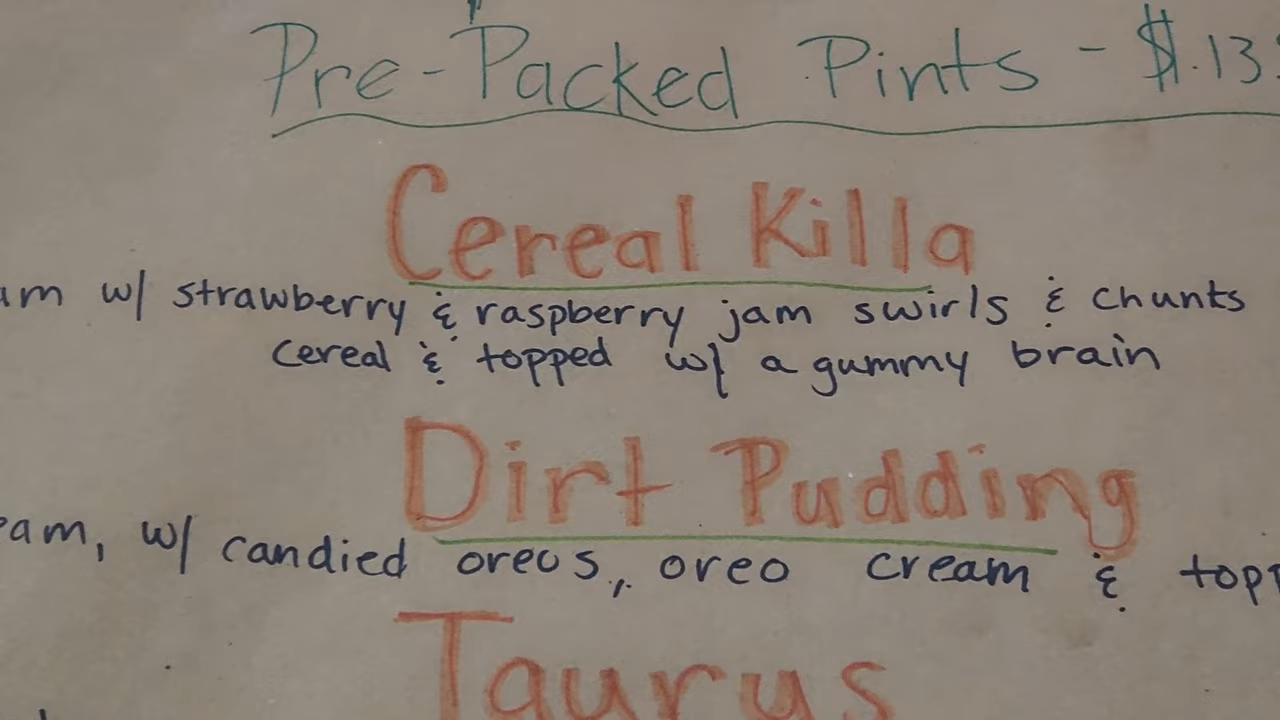 Pre-Packed Pints - $.13
Cereal Killa
am w/ strawberry & raspberry jam swirls & chunts
cereal & topped w/ a gummy brain
Dirt Pudding
eam, w/ candied oreos, oreo cream & topp
Taurus